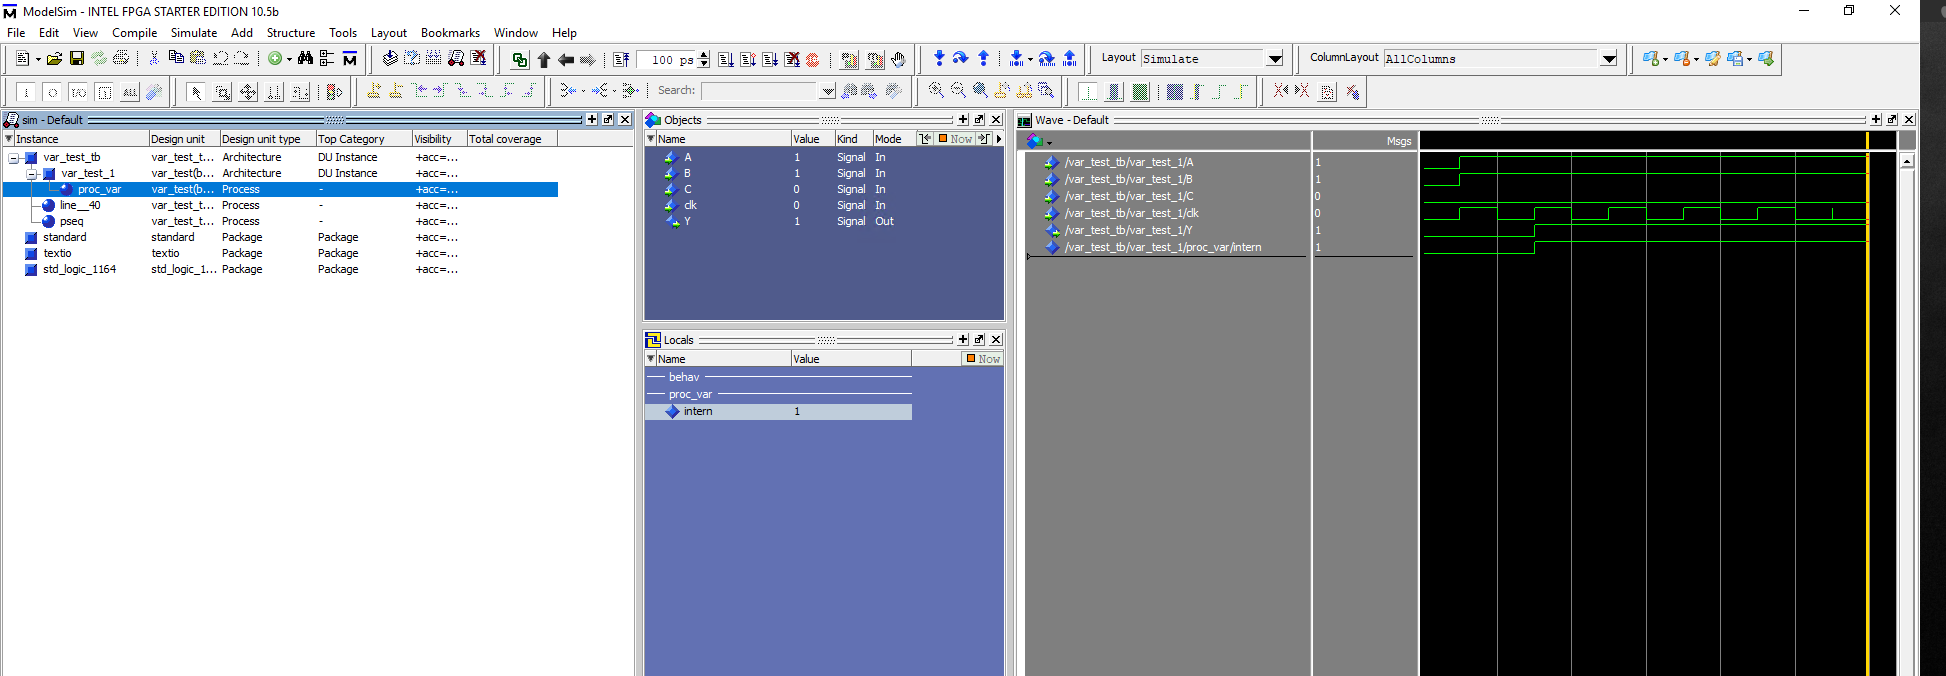 ModelSim - INTEL FPGA STARTER EDITION 10.5b
File Edit View Compile Simulate Add Structure Tools Layout Bookmarks Window Help
100 ps Layout Simulate ColumnLayout AllColumns
ALL Search:
sim - Default
Instance Design unit Design unit type Top Category Visibility Total coverage
var_test_tb var_test_t... Architecture DU Instance +acc=...
var_test_1 var_test(b... Architecture DU Instance +acc=...
proc_var var_test(b... Process - +acc=...
line__40 var_test_t... Process - +acc=...
pseq var_test_t... Process - +acc=...
standard standard Package Package +acc=...
textio textio Package Package +acc=...
std_logic_1164 std_logic_1... Package Package +acc=...
Objects
Name Value Kind Mode Now
A 1 Signal In
B 1 Signal In
C 0 Signal In
clk 0 Signal In
Y 1 Signal Out
Locals
Name Value Now
behav
proc_var
intern 1
Wave - Default
Msgs
/var_test_tb/var_test_1/A 1
/var_test_tb/var_test_1/B 1
/var_test_tb/var_test_1/C 0
/var_test_tb/var_test_1/clk 0
/var_test_tb/var_test_1/Y 1
/var_test_tb/var_test_1/proc_var/intern 1